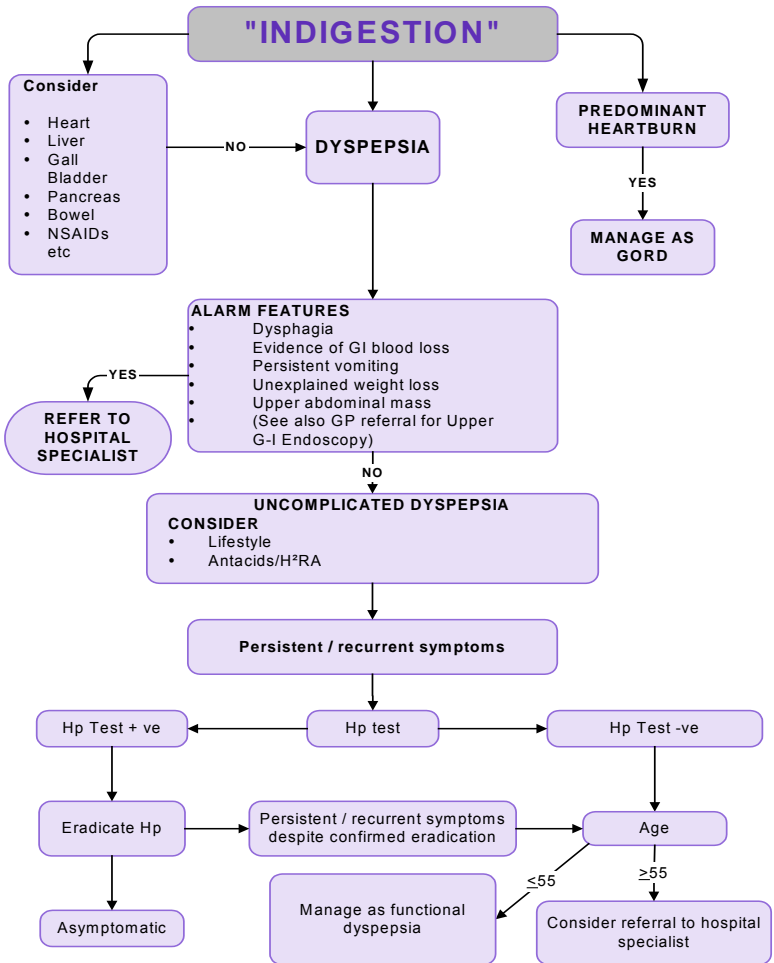 "INDIGESTION"
Consider
• Heart
• Liver
• Gall
Bladder
• Pancreas
• Bowel
• NSAIDs
etc
NO
DYSPEPSIA
PREDOMINANT
HEARTBURN
YES
MANAGE AS
GORD
ALARM FEATURES
• Dysphagia
• Evidence of GI blood loss
• Persistent vomiting
• Unexplained weight loss
• Upper abdominal mass
• (See also GP referral for Upper
G-I Endoscopy)
YES
REFER TO
HOSPITAL
SPECIALIST
NO
UNCOMPLICATED DYSPEPSIA
CONSIDER
• Lifestyle
• Antacids/H²RA
Persistent / recurrent symptoms
Hp Test + ve
Hp test
Hp Test -ve
Eradicate Hp
Persistent / recurrent symptoms
despite confirmed eradication
Age
≤55
≥55
Asymptomatic
Manage as functional
dyspepsia
Consider referral to hospital
specialist